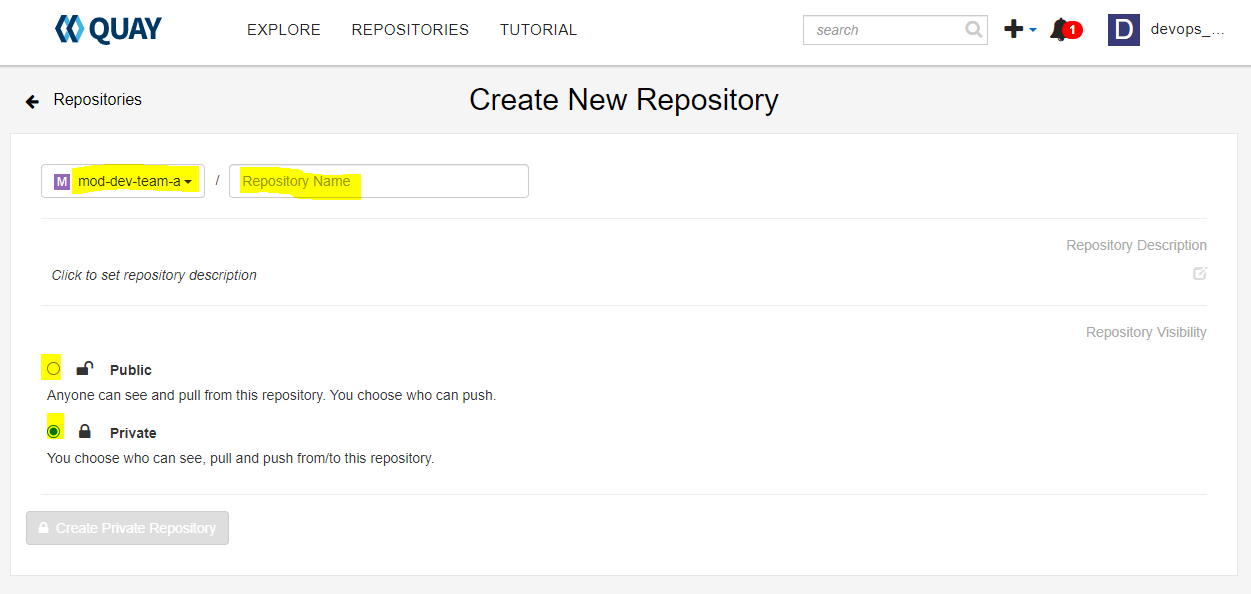 QUAY EXPLORE REPOSITORIES TUTORIAL search 1 D devops_...
Repositories
Create New Repository
M mod-dev-team-a / Repository Name
Repository Description
Click to set repository description
Repository Visibility
Public
Anyone can see and pull from this repository. You choose who can push.
Private
You choose who can see, pull and push from/to this repository.
Create Private Repository